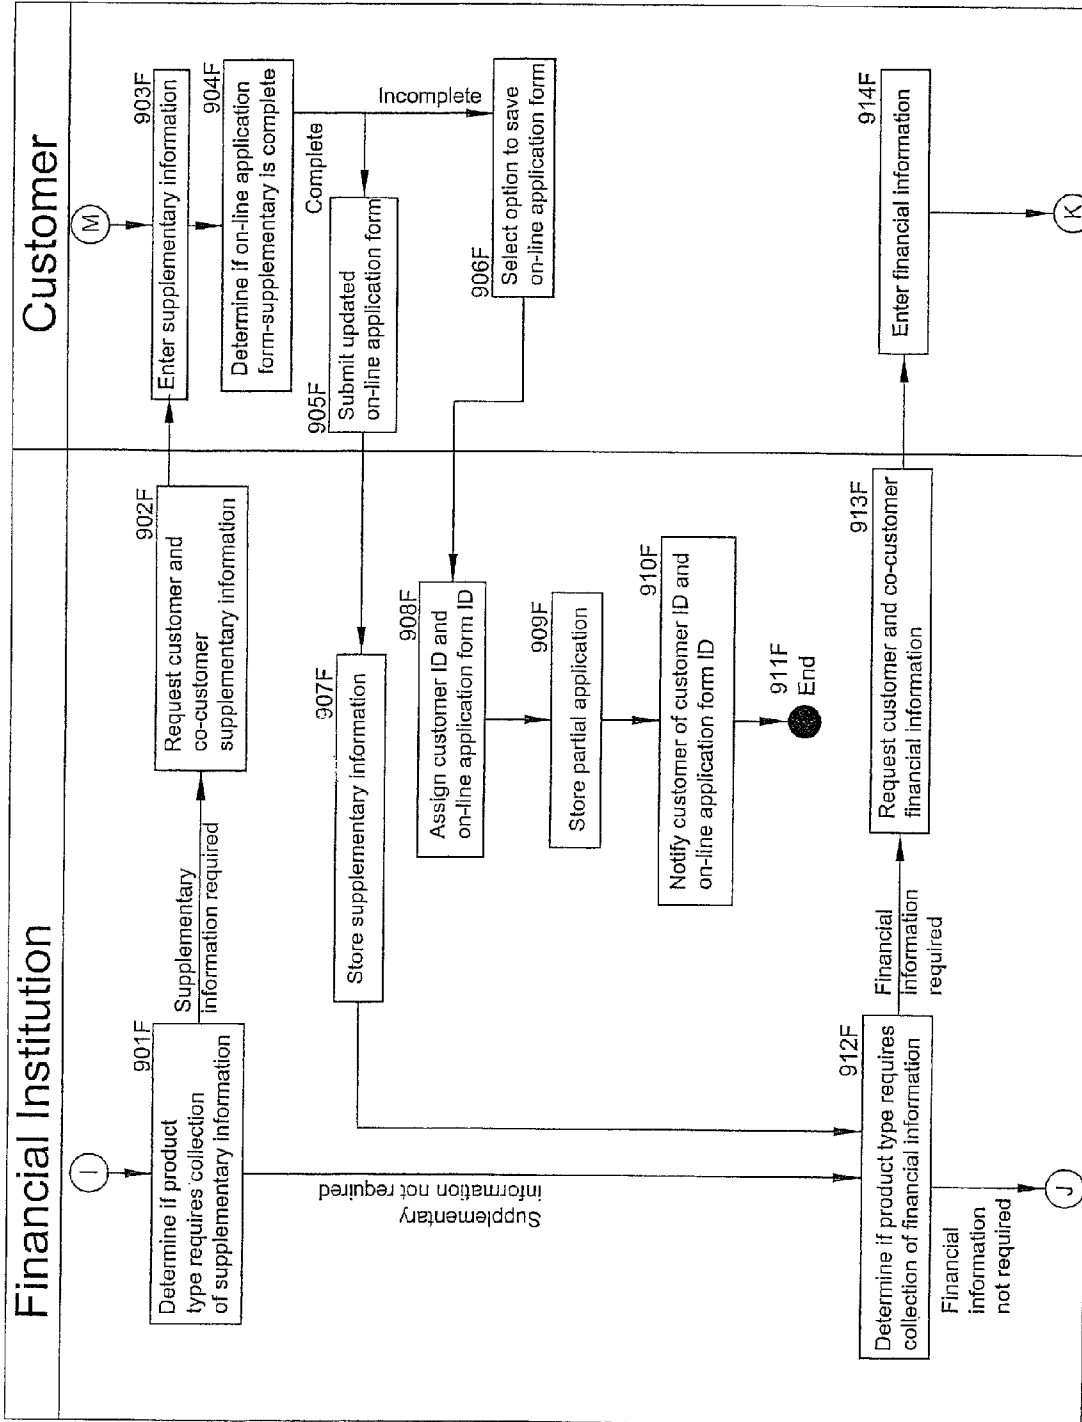 Financial Institution
Customer
I
M
901F
Determine if product
type requires collection
of supplementary information
Supplementary
information required
902F
Request customer and
co-customer
supplementary information
903F
Enter supplementary information
904F
Determine if on-line application
form-supplementary is complete
Complete
Incomplete
905F
Submit updated
on-line application form
906F
Select option to save
on-line application form
907F
Store supplementary information
908F
Assign customer ID and
on-line application form ID
909F
Store partial application
910F
Notify customer of customer ID and
on-line application form ID
911F
End
Supplementary
information not required
912F
Determine if product type requires
collection of financial information
Financial
information
required
913F
Request customer and co-customer
financial information
914F
Enter financial information
Financial
information
not required
J
K